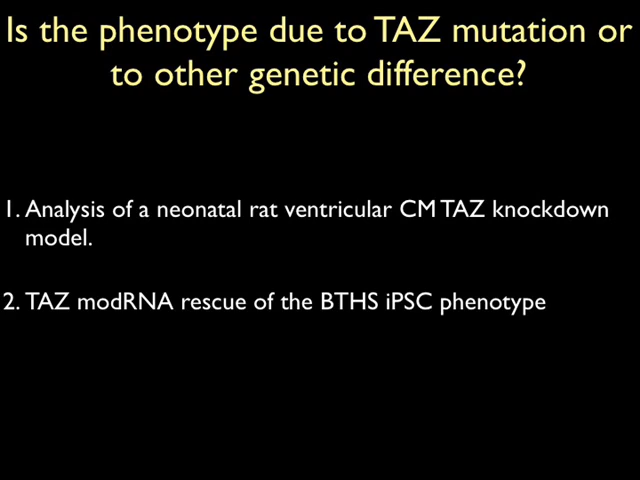 Is the phenotype due to TAZ mutation or
to other genetic difference?
1. Analysis of a neonatal rat ventricular CM TAZ knockdown
model.
2. TAZ modRNA rescue of the BTHS iPSC phenotype